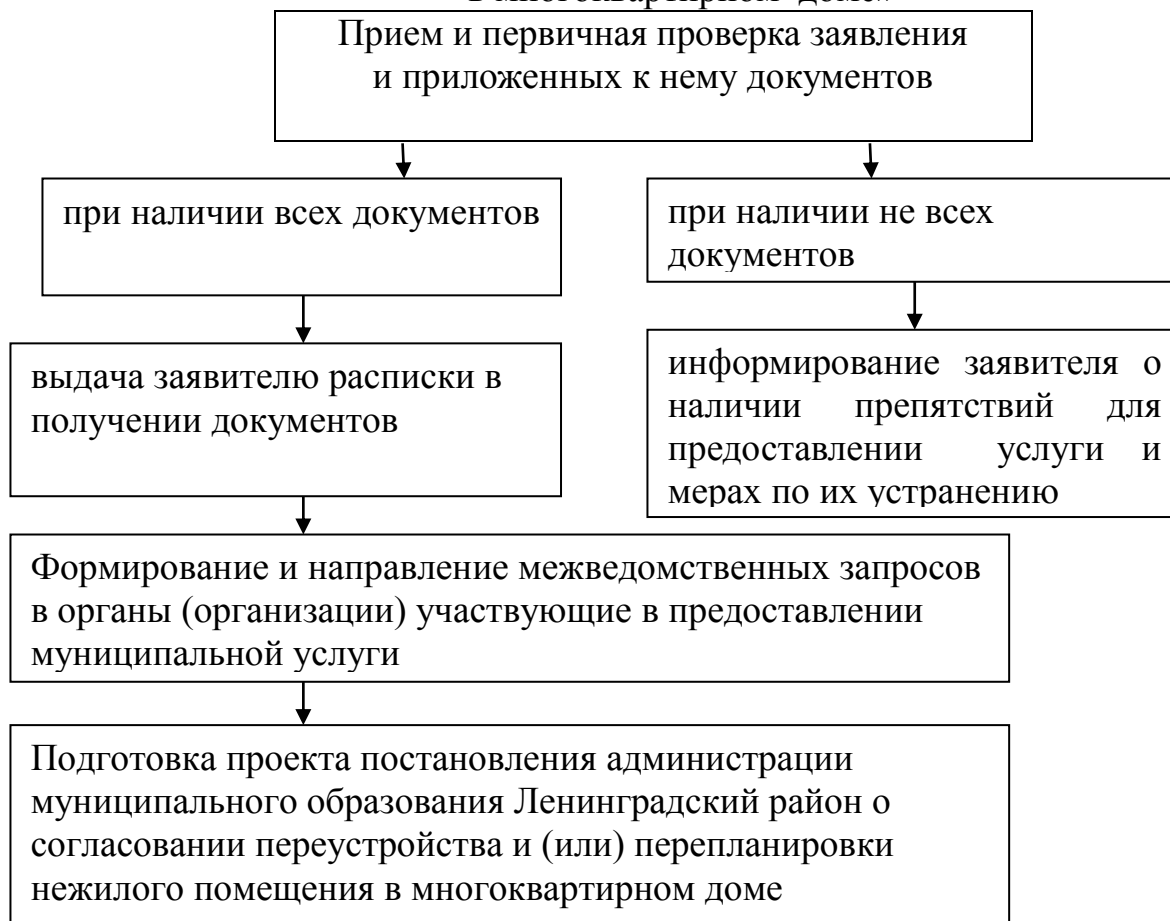 в многоквартирном доме»
Прием и первичная проверка заявления
и приложенных к нему документов
при наличии всех документов
при наличии не всех
документов
выдача заявителю расписки в
получении документов
информирование заявителя о
наличии препятствий для
предоставлении услуги и
мерах по их устранению
Формирование и направление межведомственных запросов
в органы (организации) участвующие в предоставлении
муниципальной услуги
Подготовка проекта постановления администрации
муниципального образования Ленинградский район о
согласовании переустройства и (или) перепланировки
нежилого помещения в многоквартирном доме